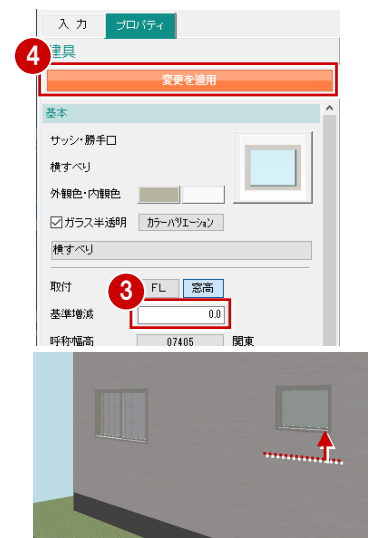 入 力 プロパティ
4
建具
変更を適用
基本
サッシ・勝手口
横すべり
外観色・内観色
ガラス半透明 カラーバリエーション
横すべり
取付 FL 窓高
3
基準増減 0.0
呼称幅高 07405 関東